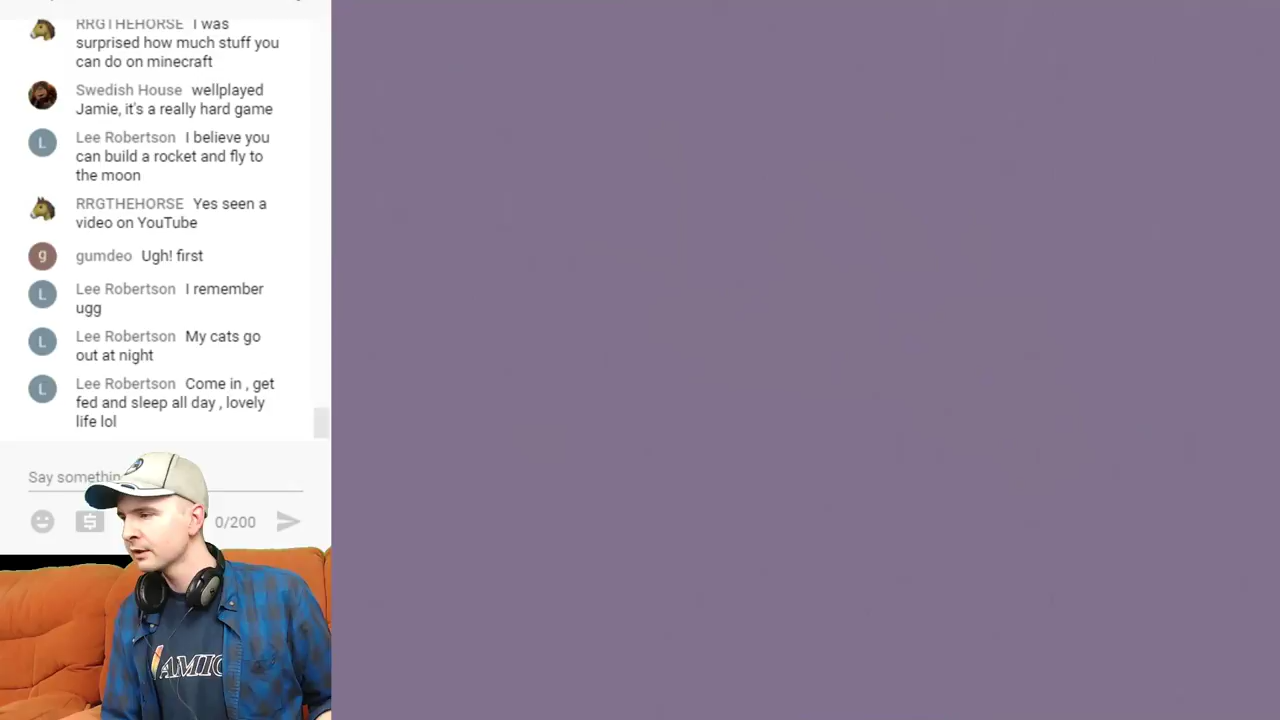 RRGTHEHORSE I was
surprised how much stuff you
can do on minecraft
Swedish House wellplayed
Jamie, it's a really hard game
Lee Robertson I believe you
can build a rocket and fly to
the moon
RRGTHEHORSE Yes seen a
video on YouTube
g gumdeo Ugh! first
L Lee Robertson I remember
ugg
L Lee Robertson My cats go
out at night
L Lee Robertson Come in , get
fed and sleep all day , lovely
life lol
Say somethin
0/200
AMIG